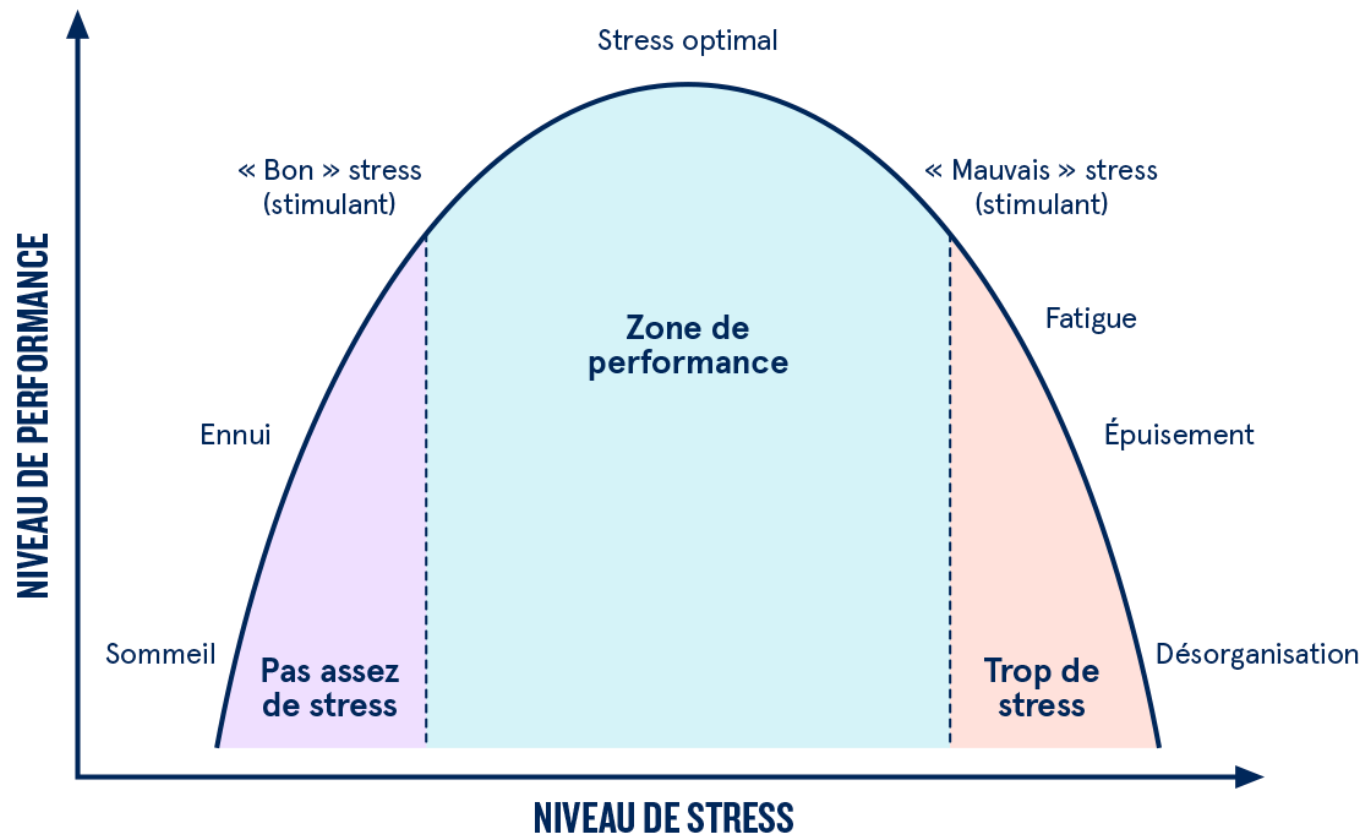 Stress optimal
« Bon » stress
(stimulant)
« Mauvais » stress
(stimulant)
NIVEAU DE PERFORMANCE
Zone de
performance
Fatigue
Ennui
Épuisement
Sommeil
Pas assez
de stress
Trop de
stress
Désorganisation
NIVEAU DE STRESS